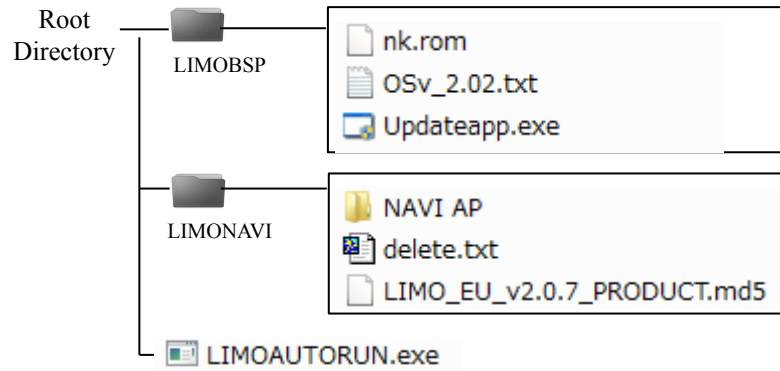 Root
Directory
LIMOBSP
nk.rom
OSv_2.02.txt
Updateapp.exe
LIMONAVI
NAVI AP
delete.txt
LIMO_EU_v2.0.7_PRODUCT.md5
LIMOAUTORUN.exe